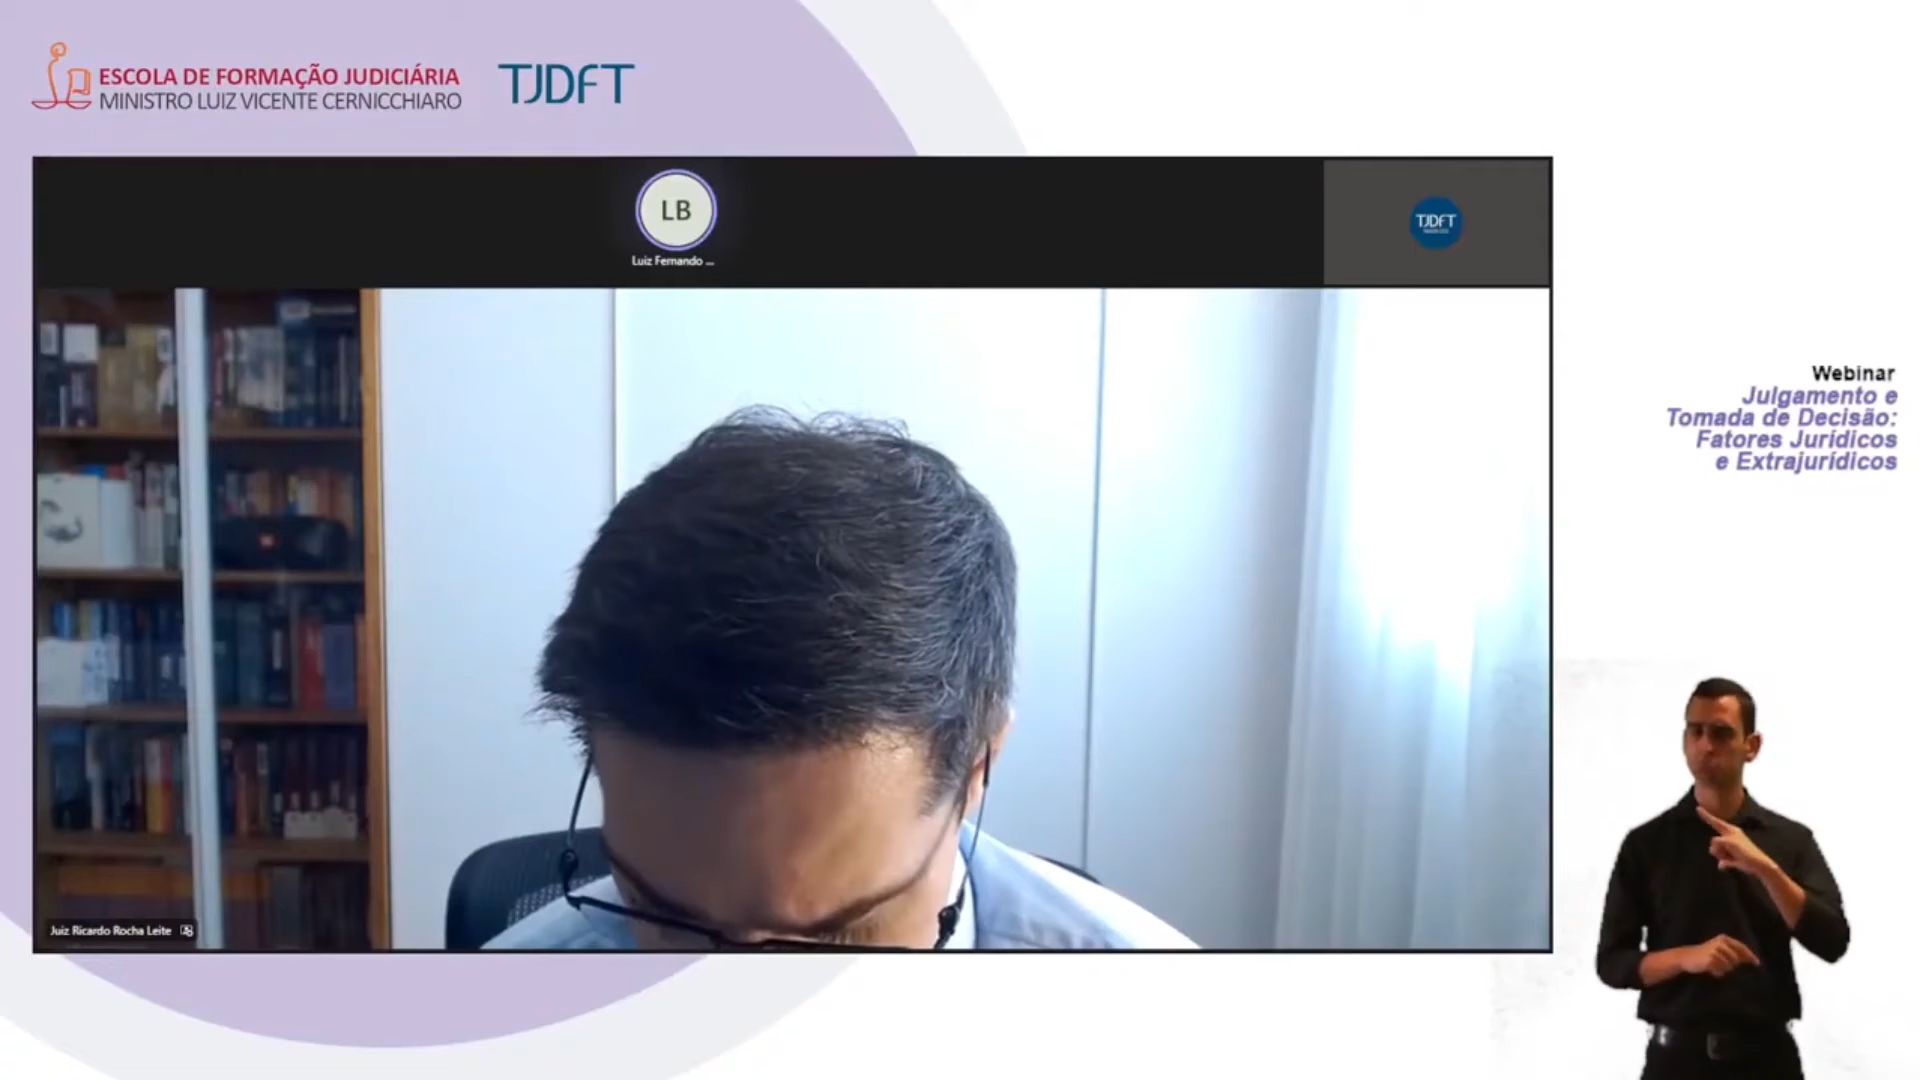 ESCOLA DE FORMAÇÃO JUDICIÁRIA
MINISTRO LUIZ VICENTE CERNICCHIARO
TJDFT
LB
Luiz Fernando ...
TJDFT
Webinar
Julgamento e
Tomada de Decisão:
Fatores Jurídicos
e Extrajurídicos
Juiz Ricardo Rocha Leite